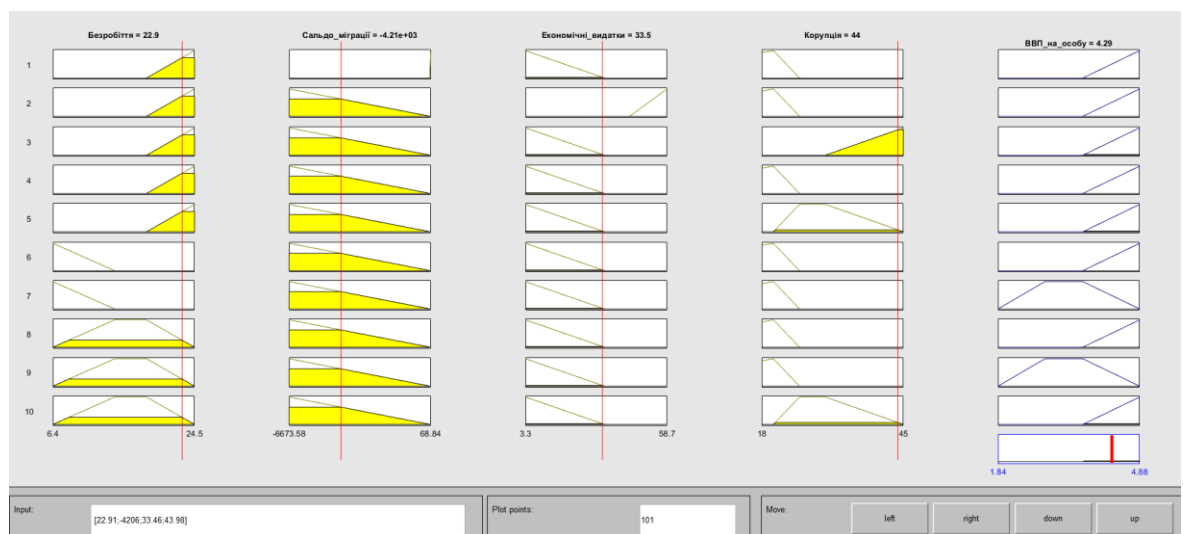 Безробіття = 22.9
Сальдо_міграції = -4.21e+03
Економічні_видатки = 33.5
Корупція = 44
ВВП_на_особу = 4.29
1
2
3
4
5
6
7
8
9
10
6.4 24.5
-6673.58 68.84
3.3 58.7
18 45
1.84 4.88
Input: [22.91;-4206;33.46;43.98]
Plot points: 101
Move: left right down up